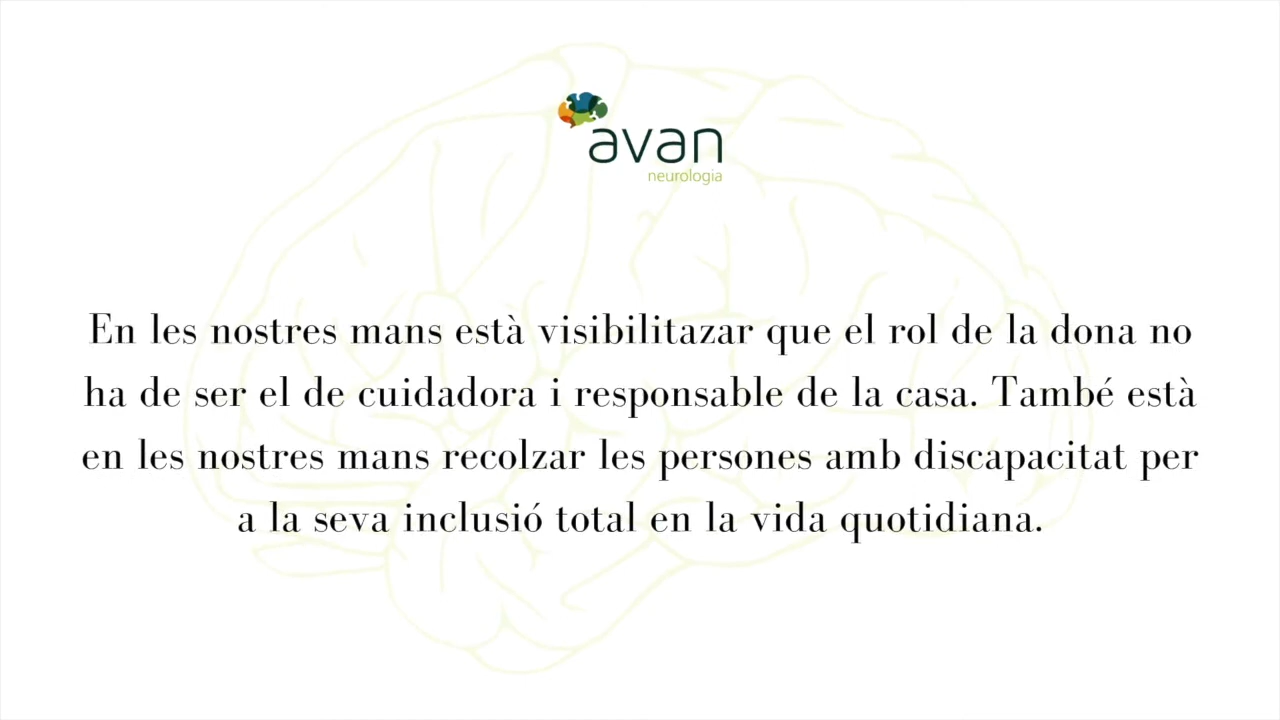 avan
neurologia
En les nostres mans està visibilitazar que el rol de la dona no
ha de ser el de cuidadora i responsable de la casa. També està
en les nostres mans recolzar les persones amb discapacitat per
a la seva inclusió total en la vida quotidiana.